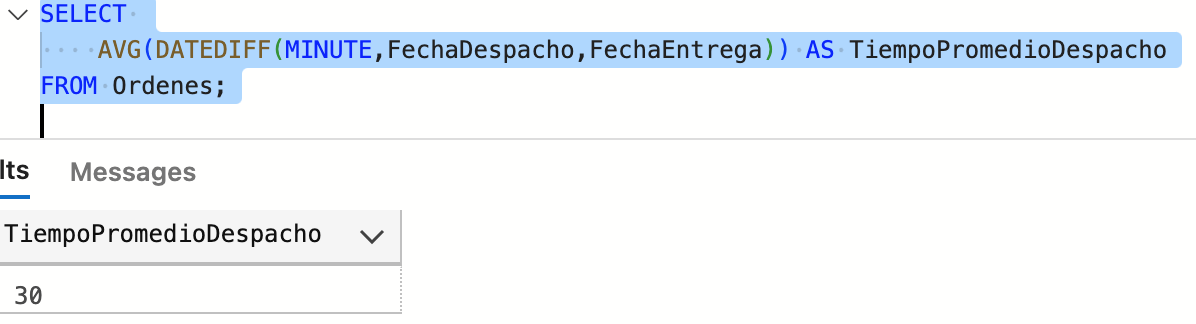 SELECT
AVG(DATEDIFF(MINUTE,FechaDespacho,FechaEntrega)) AS TiempoPromedioDespacho
FROM Ordenes;
lts Messages
TiempoPromedioDespacho
30